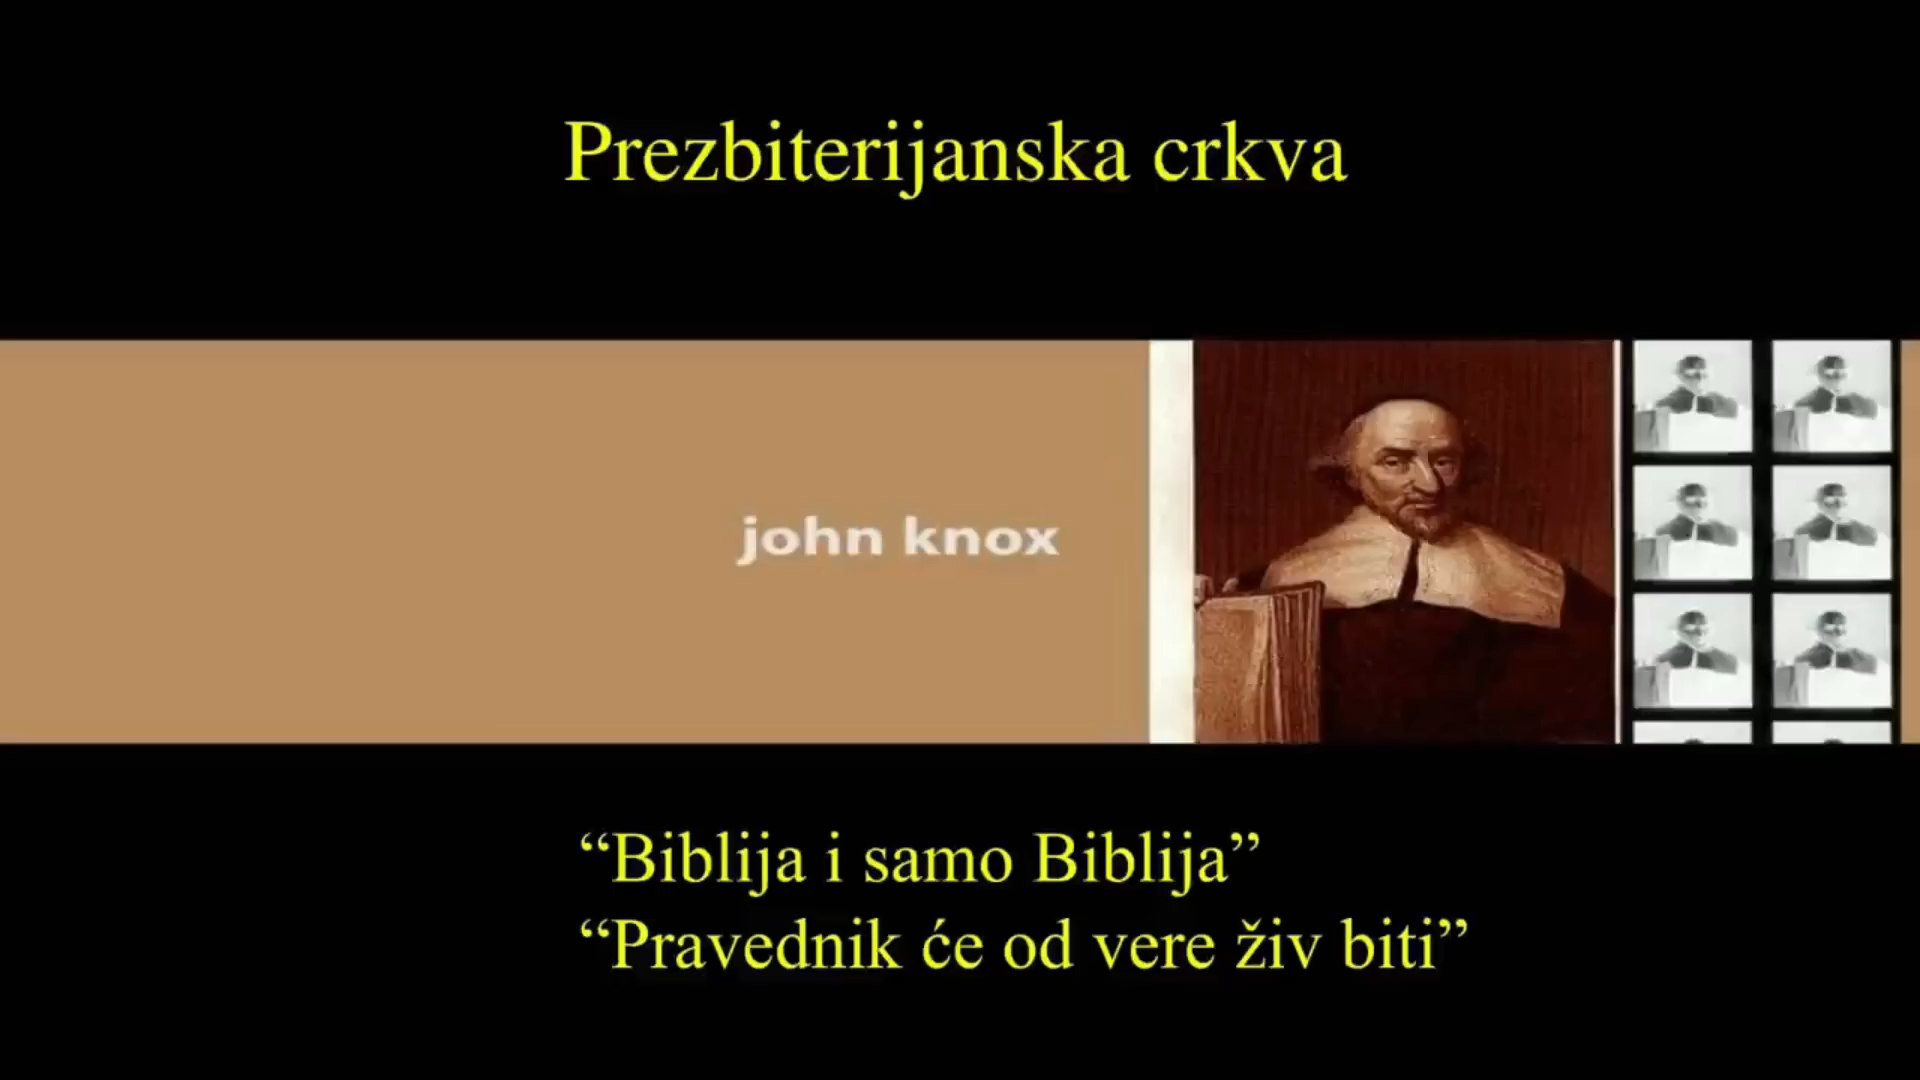 Prezbiterijanska crkva
john knox
“Biblija i samo Biblija”
“Pravednik će od vere živ biti”